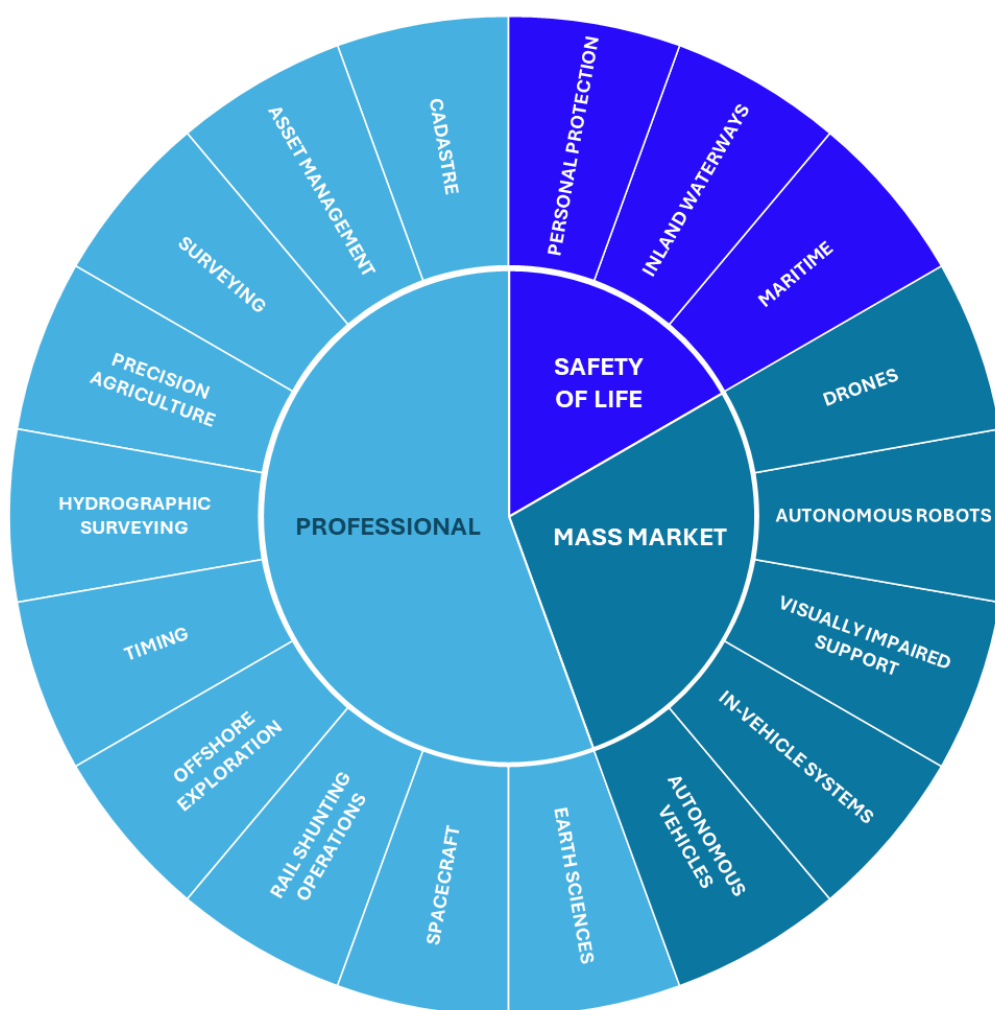 SAFETY
OF LIFE
PERSONAL PROTECTION
INLAND WATERWAYS
MARITIME
MASS MARKET
DRONES
AUTONOMOUS ROBOTS
VISUALLY IMPAIRED
SUPPORT
IN-VEHICLE SYSTEMS
AUTONOMOUS
VEHICLES
PROFESSIONAL
EARTH SCIENCES
SPACECRAFT
RAIL SHUNTING
OPERATIONS
OFFSHORE
EXPLORATION
TIMING
HYDROGRAPHIC
SURVEYING
PRECISION
AGRICULTURE
SURVEYING
ASSET MANAGEMENT
CADASTRE